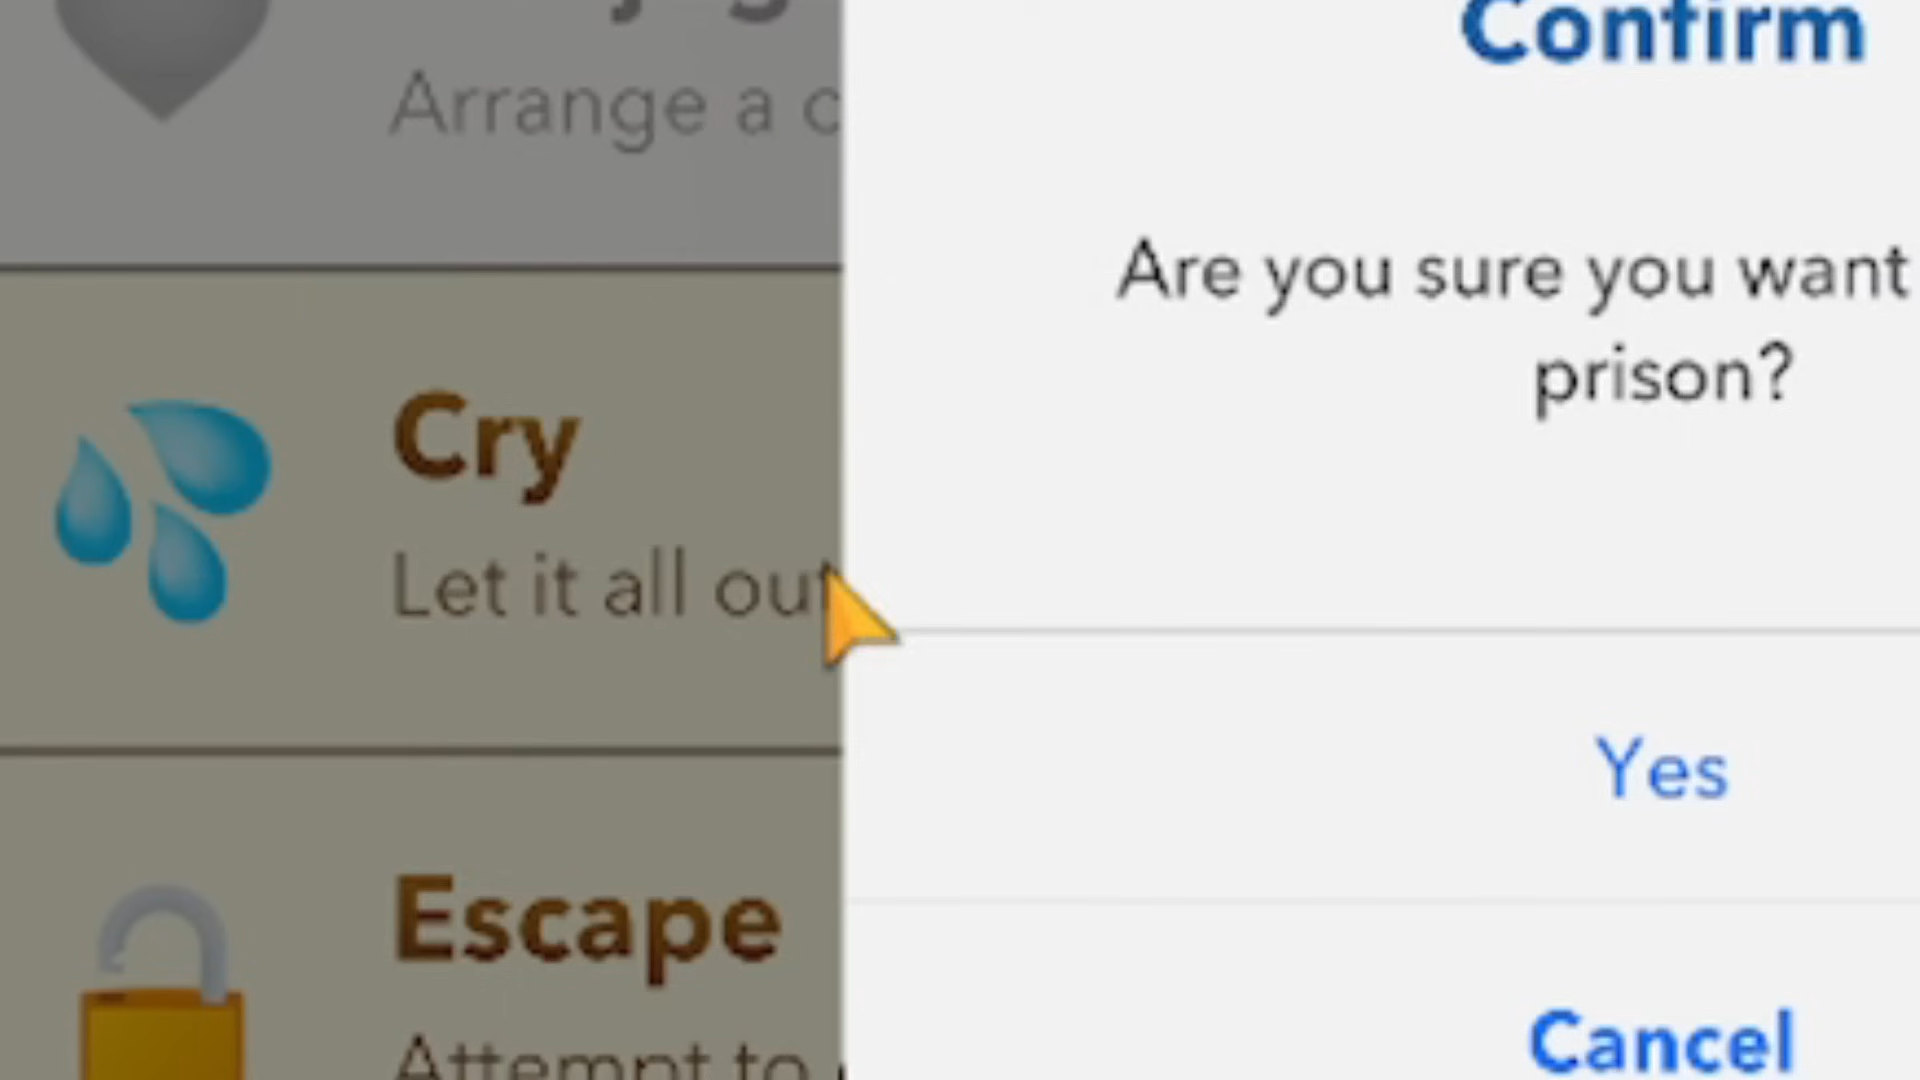 Arrange a
Cry
Let it all out
Escape
Attempt to
Confirm
Are you sure you want
prison?
Yes
Cancel